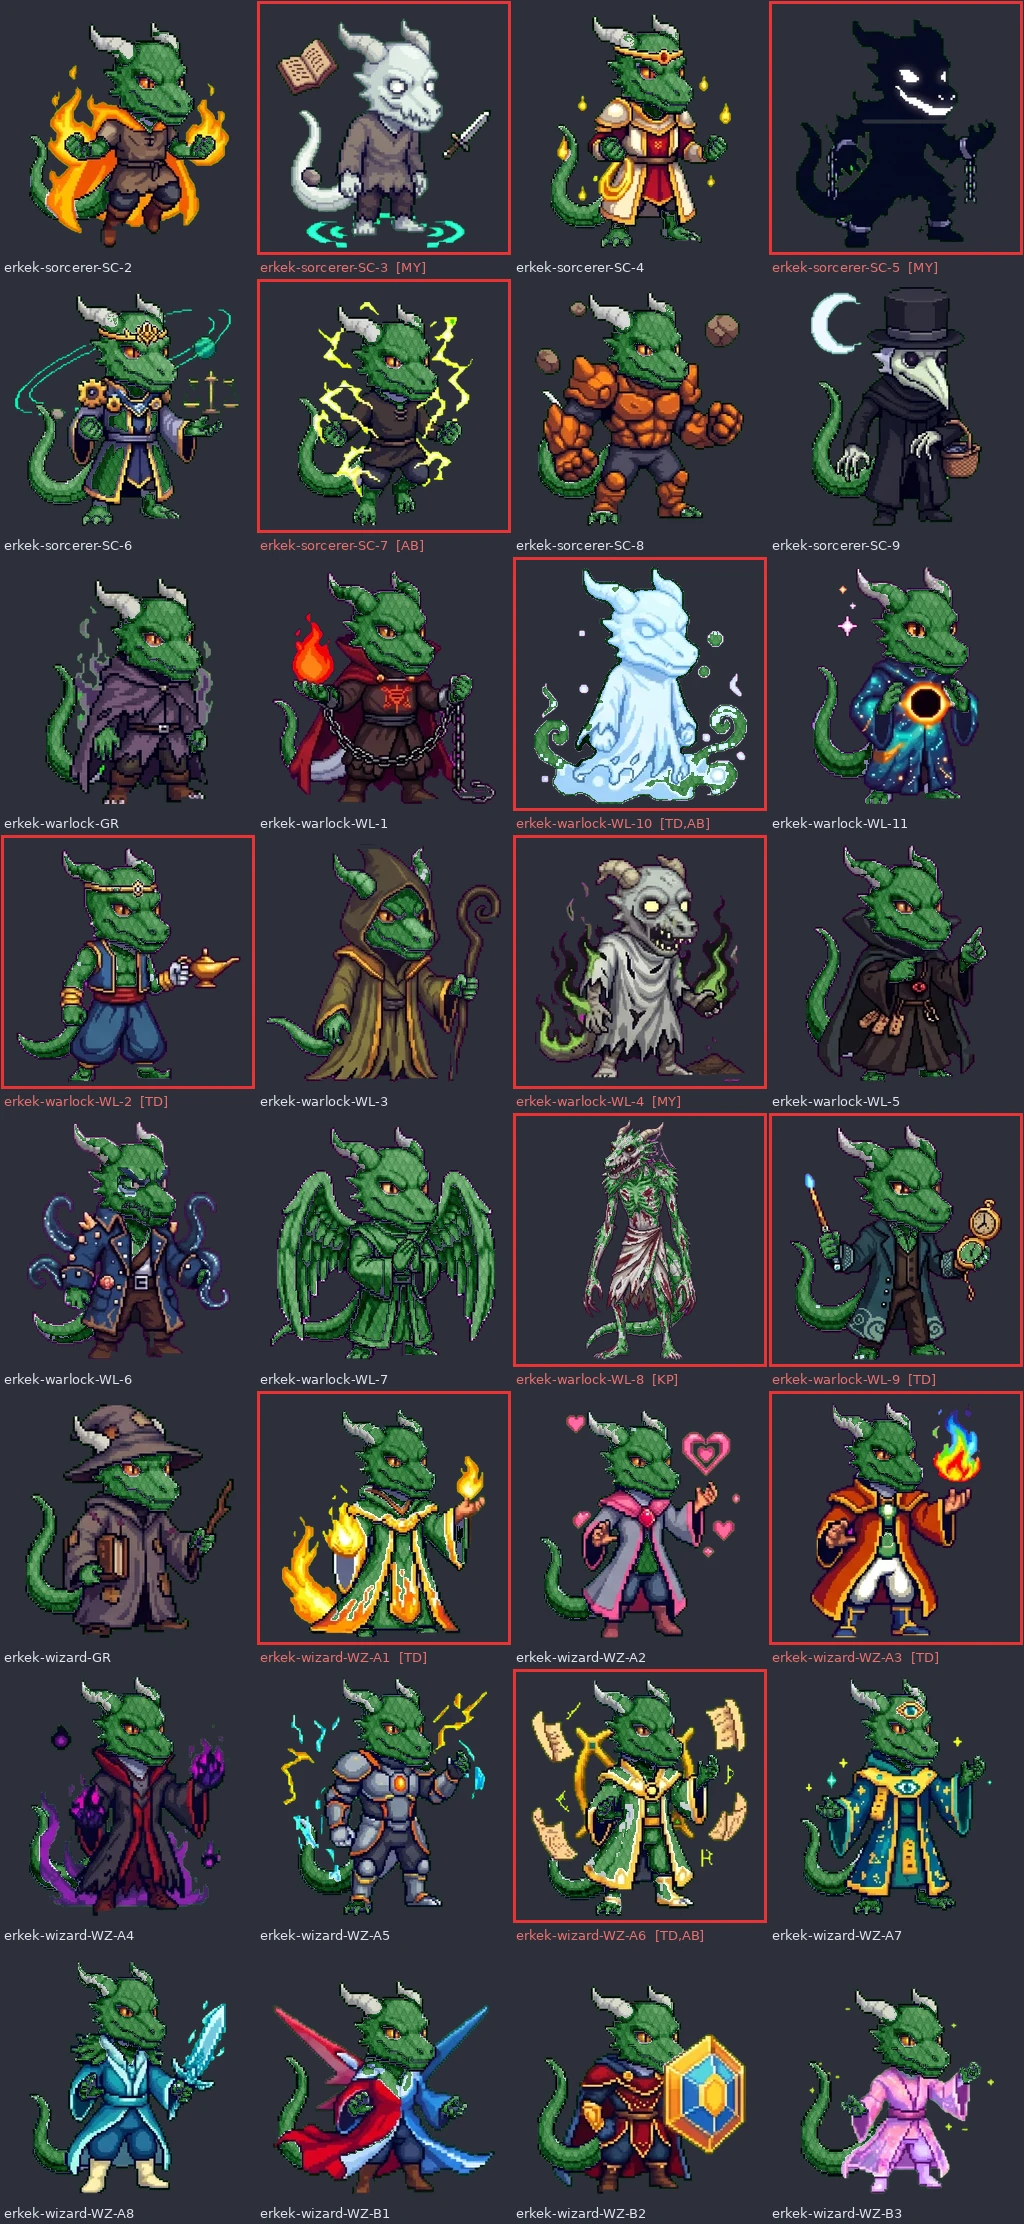 erkek-sorcerer-SC-2
erkek-sorcerer-SC-3 [MY]
erkek-sorcerer-SC-4
erkek-sorcerer-SC-5 [MY]
erkek-sorcerer-SC-6
erkek-sorcerer-SC-7 [AB]
erkek-sorcerer-SC-8
erkek-sorcerer-SC-9
erkek-warlock-GR
erkek-warlock-WL-1
erkek-warlock-WL-10 [TD,AB]
erkek-warlock-WL-11
erkek-warlock-WL-2 [TD]
erkek-warlock-WL-3
erkek-warlock-WL-4 [MY]
erkek-warlock-WL-5
erkek-warlock-WL-6
erkek-warlock-WL-7
erkek-warlock-WL-8 [KP]
erkek-warlock-WL-9 [TD]
erkek-wizard-GR
erkek-wizard-WZ-A1 [TD]
erkek-wizard-WZ-A2
erkek-wizard-WZ-A3 [TD]
erkek-wizard-WZ-A4
erkek-wizard-WZ-A5
erkek-wizard-WZ-A6 [TD,AB]
erkek-wizard-WZ-A7
erkek-wizard-WZ-A8
erkek-wizard-WZ-B1
erkek-wizard-WZ-B2
erkek-wizard-WZ-B3